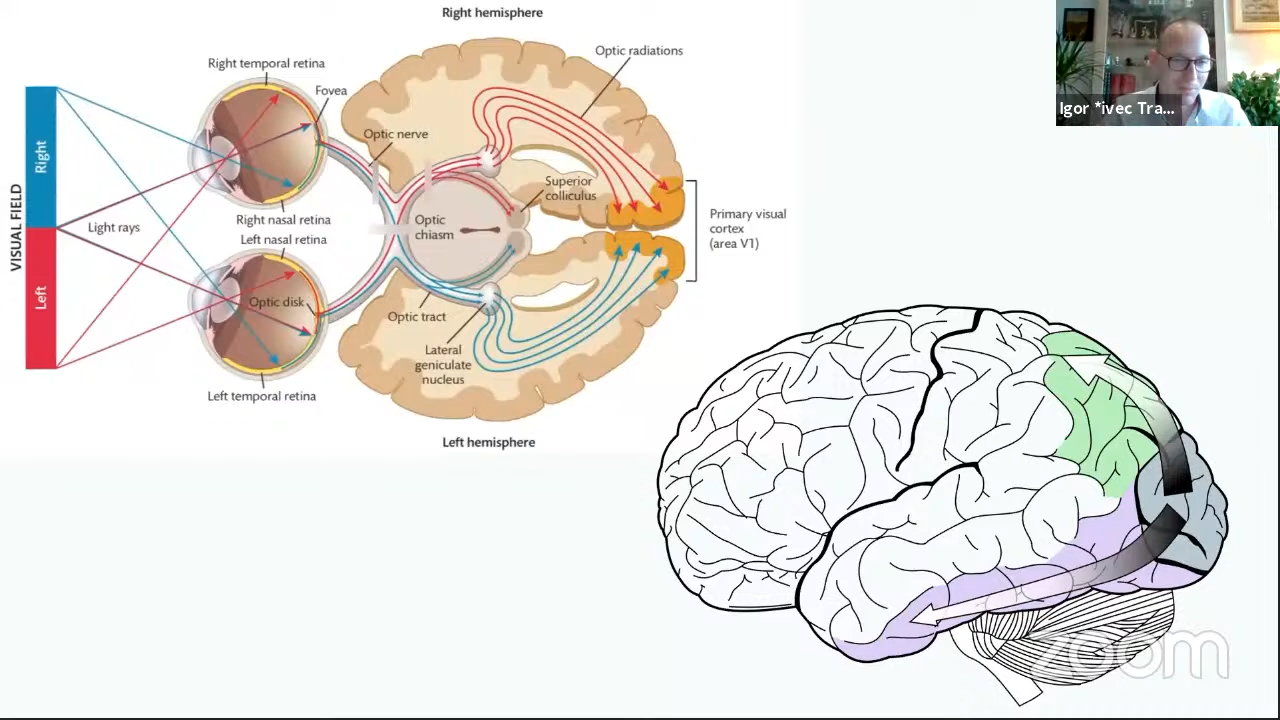 Right hemisphere
Optic radiations
Right temporal retina
Fovea
Optic nerve
Right
VISUAL FIELD
Light rays
Left
Superior
colliculus
Optic
chiasm
Primary visual
cortex
(area V1)
Right nasal retina
Left nasal retina
Optic disk
Optic tract
Lateral
geniculate
nucleus
Left temporal retina
Left hemisphere
Igor *ivec Tra...
zoom